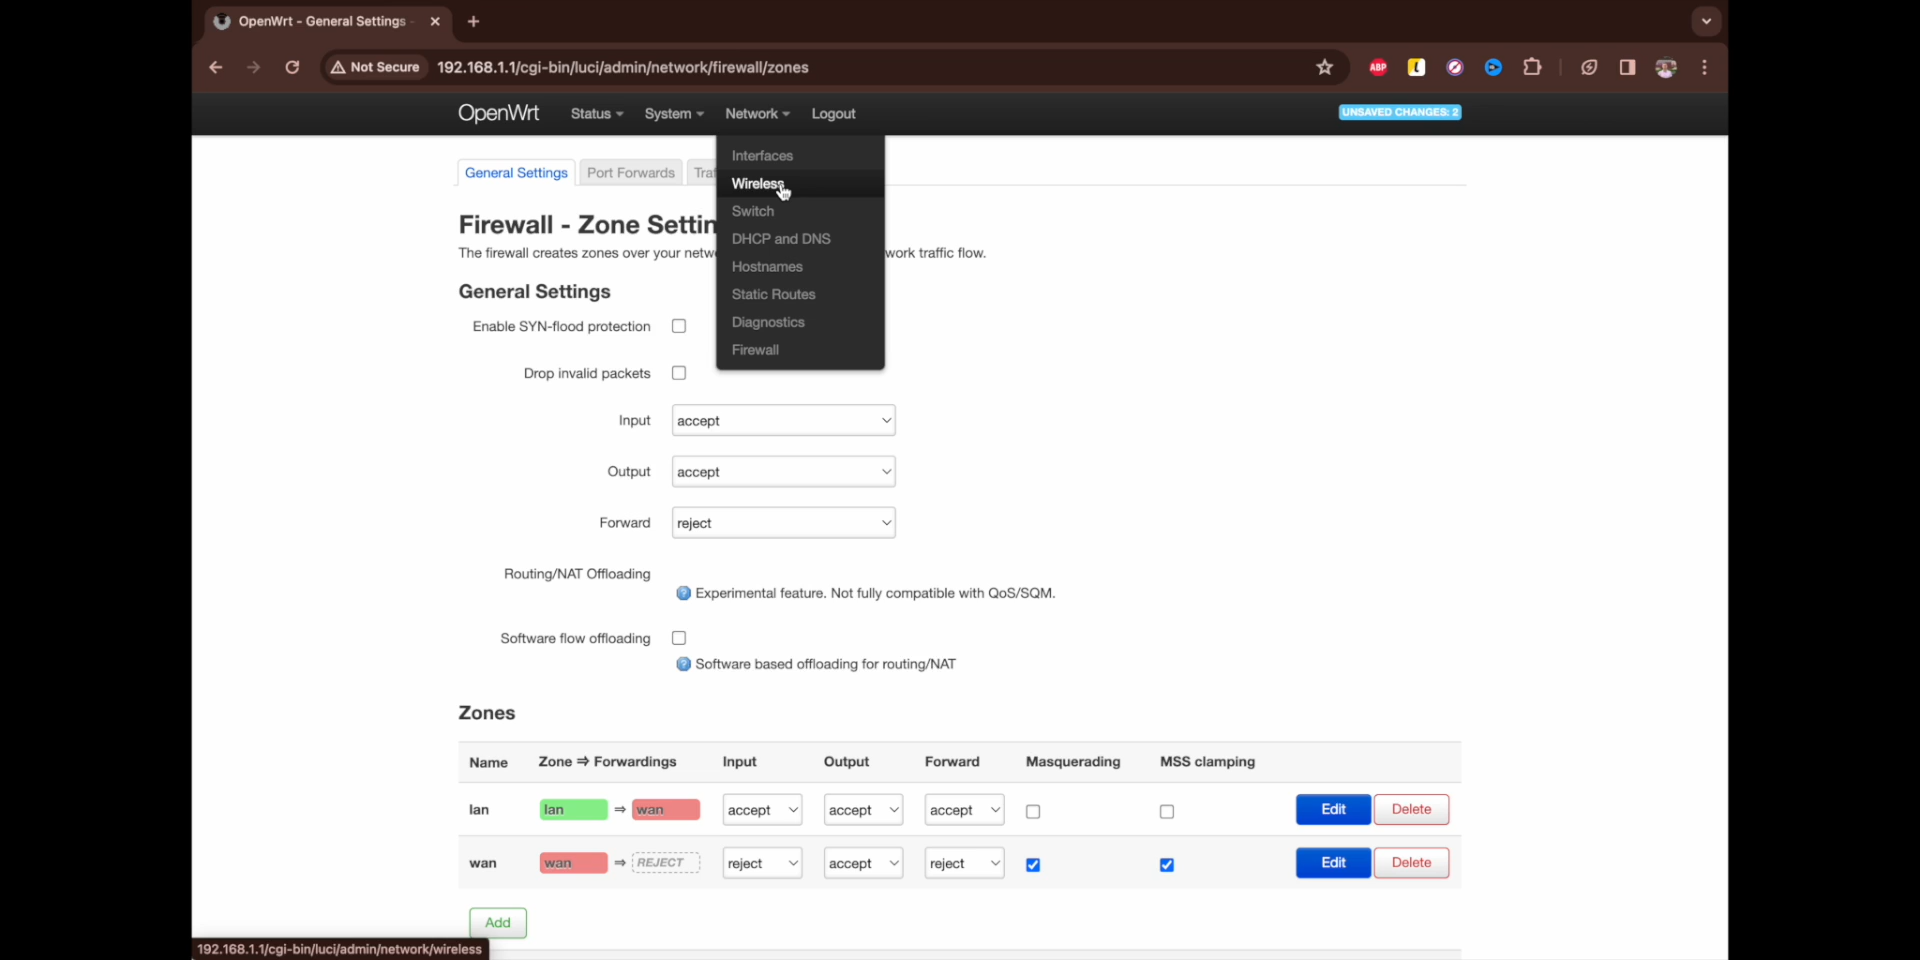 OpenWrt - General Settings -
Not Secure 192.168.1.1/cgi-bin/luci/admin/network/firewall/zones ABP
OpenWrt Status System Network Logout UNSAVED CHANGES: 2
Interfaces
Wireless
Switch
DHCP and DNS
Hostnames
Static Routes
Diagnostics
Firewall
General Settings Port Forwards Traf
Firewall - Zone Settin
The firewall creates zones over your netwo work traffic flow.
General Settings
Enable SYN-flood protection
Drop invalid packets
Input accept
Output accept
Forward reject
Routing/NAT Offloading
Experimental feature. Not fully compatible with QoS/SQM.
Software flow offloading
Software based offloading for routing/NAT
Zones
Name Zone ⇒ Forwardings Input Output Forward Masquerading MSS clamping
lan lan ⇒ wan accept accept accept Edit Delete
wan wan ⇒ REJECT reject accept reject Edit Delete
Add
192.168.1.1/cgi-bin/luci/admin/network/wireless